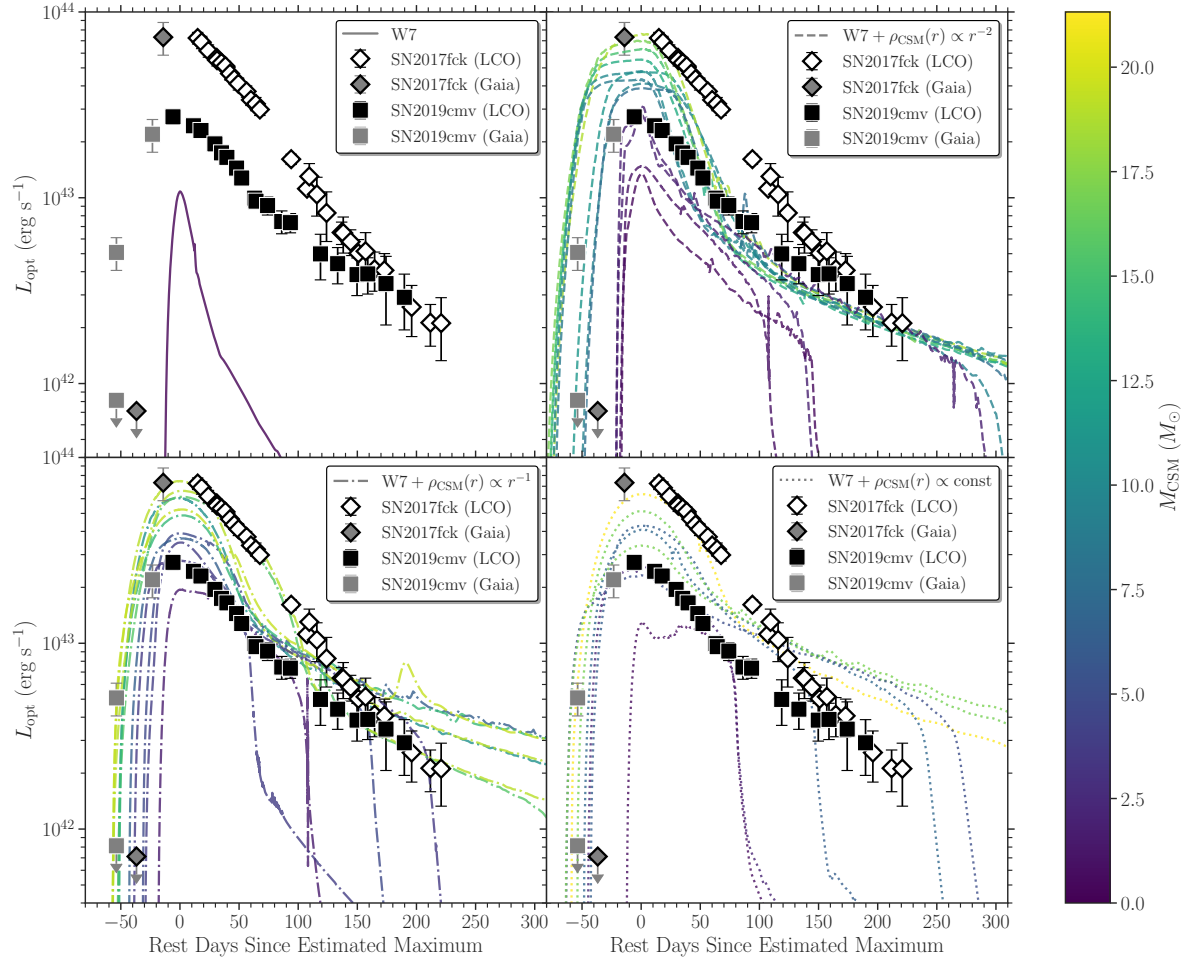 10^44
W7
SN2017fck (LCO)
SN2017fck (Gaia)
SN2019cmv (LCO)
SN2019cmv (Gaia)
10^43
10^42
10^44
L_opt (erg s^−1)
W7 + ρ_CSM(r) ∝ r^−2
SN2017fck (LCO)
SN2017fck (Gaia)
SN2019cmv (LCO)
SN2019cmv (Gaia)
W7 + ρ_CSM(r) ∝ r^−1
SN2017fck (LCO)
SN2017fck (Gaia)
SN2019cmv (LCO)
SN2019cmv (Gaia)
10^43
10^42
L_opt (erg s^−1)
−50 0 50 100 150 200 250 300
Rest Days Since Estimated Maximum
W7 + ρ_CSM(r) ∝ const
SN2017fck (LCO)
SN2017fck (Gaia)
SN2019cmv (LCO)
SN2019cmv (Gaia)
−50 0 50 100 150 200 250 300
Rest Days Since Estimated Maximum
20.0
17.5
15.0
12.5
10.0
7.5
5.0
2.5
0.0
M_CSM (M_⊙)